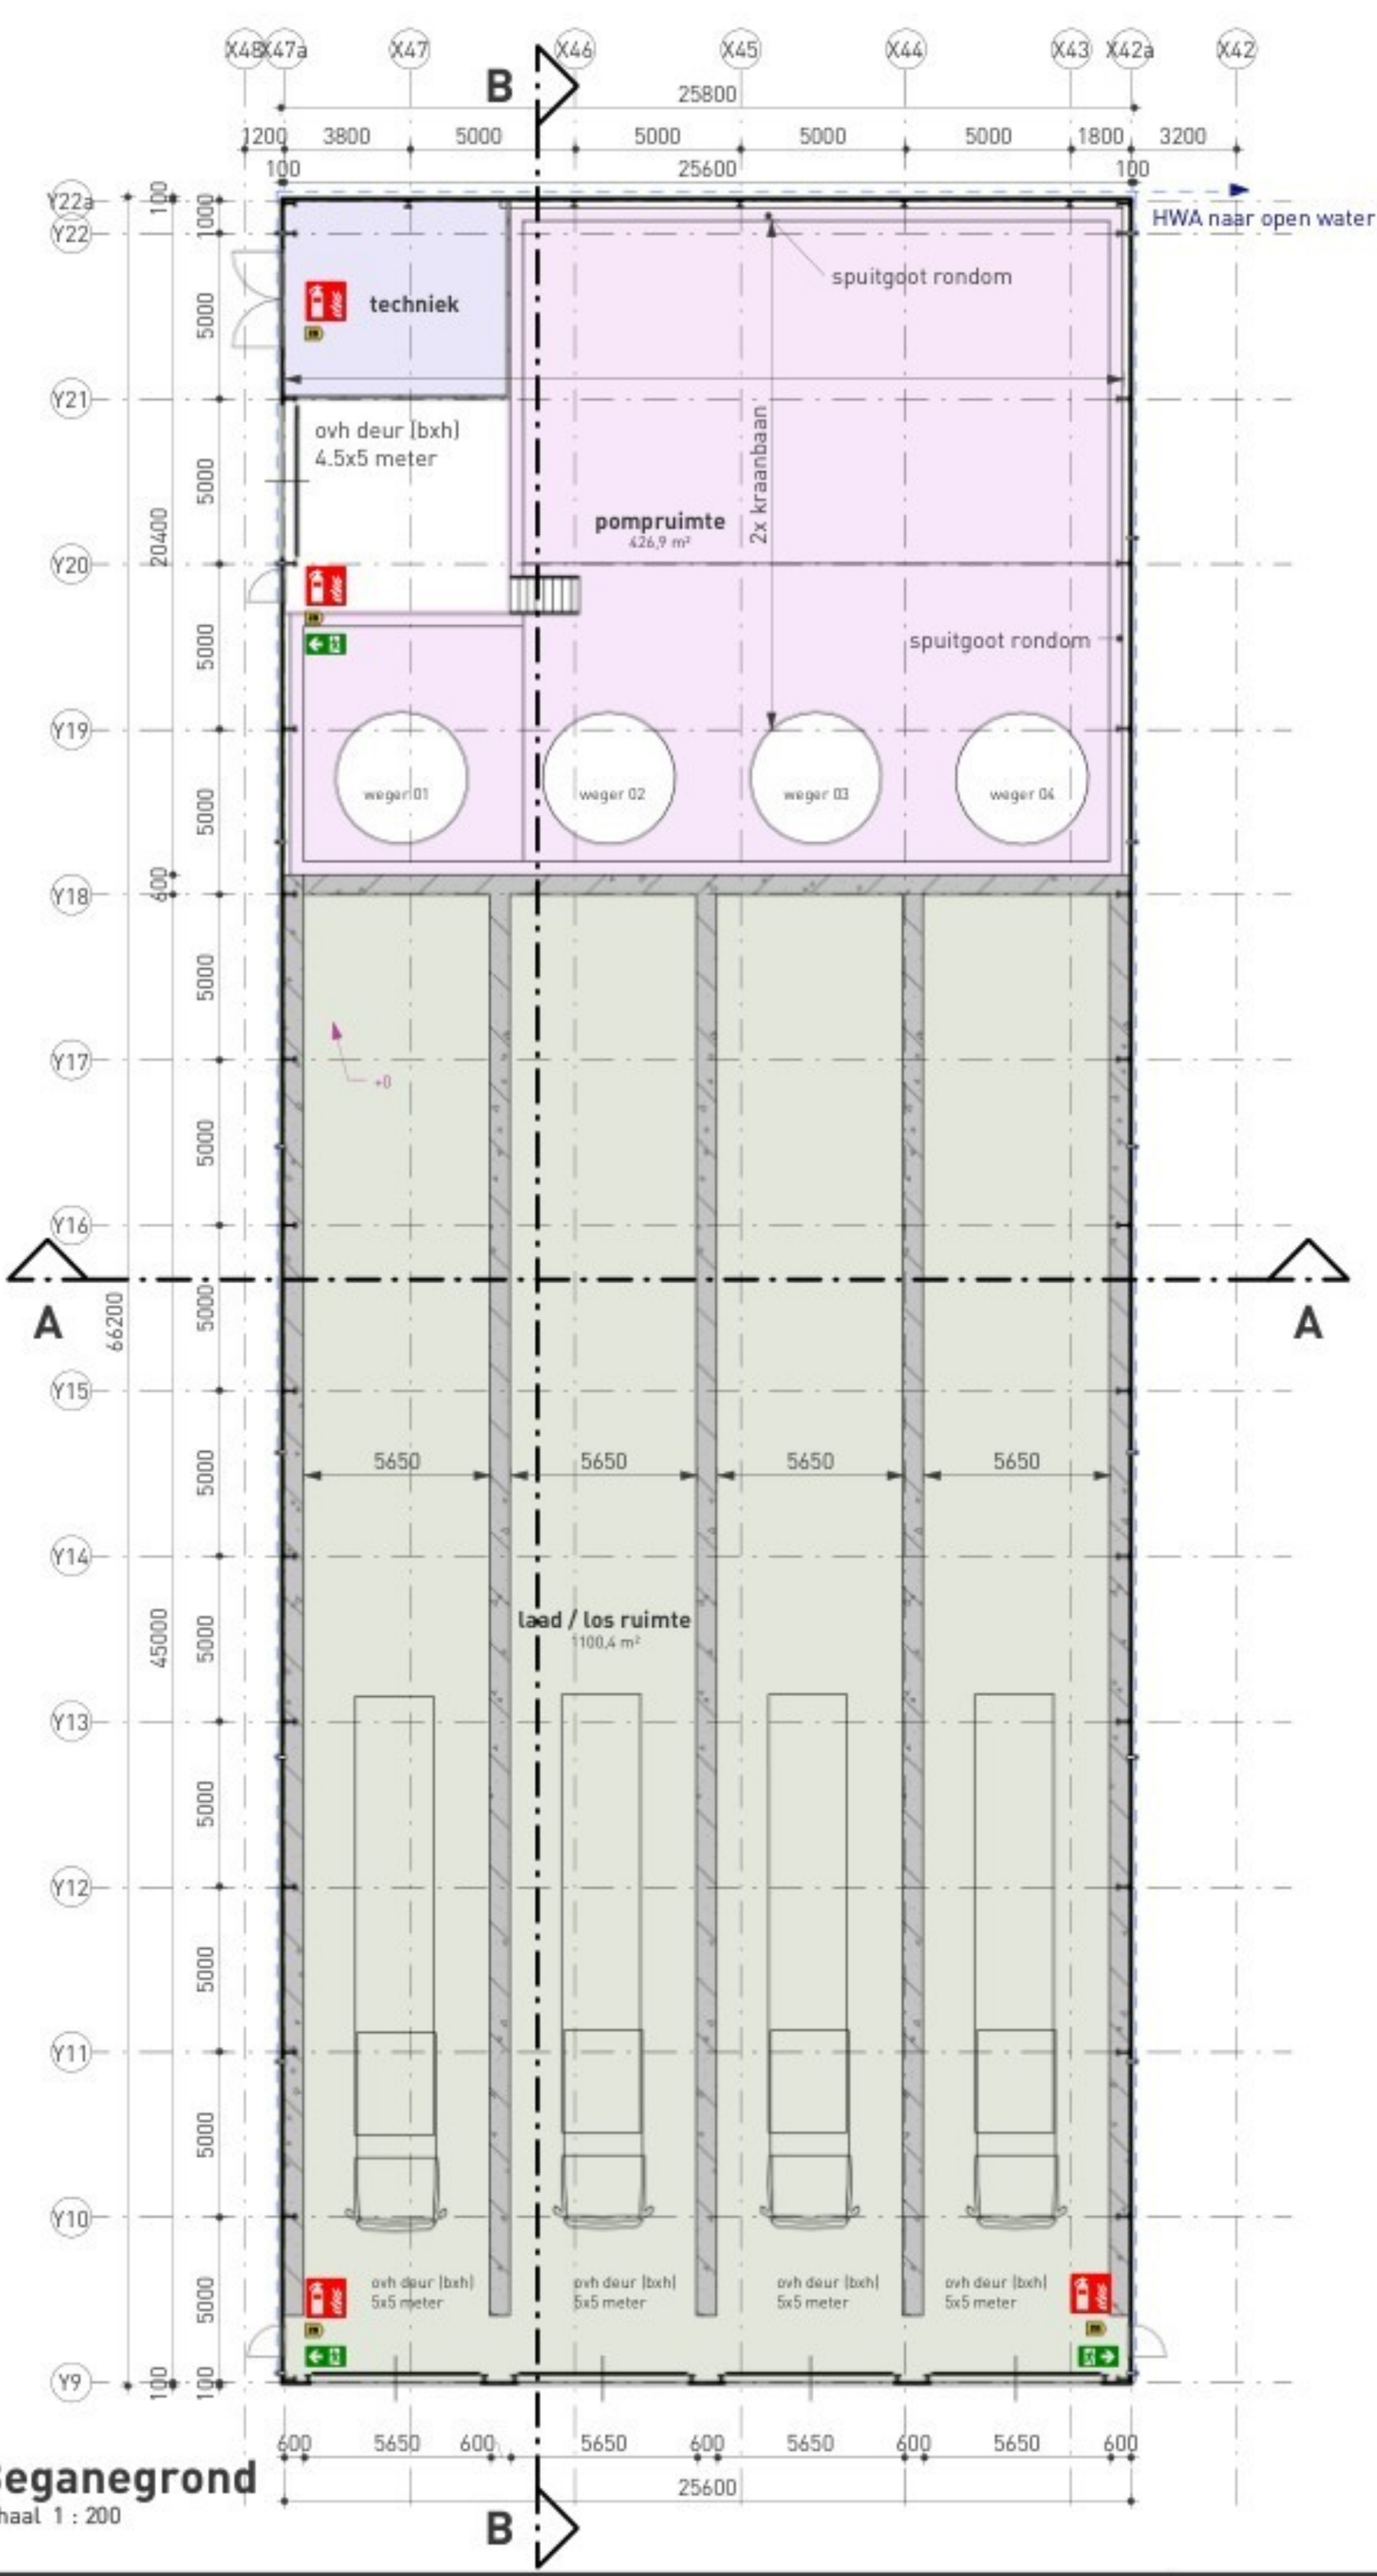 X48 X47a X47 X46 X45 X44 X43 X42a X42
B
25800
1200 3800 5000 5000 5000 5000 1800 3200
100 25600 100
Y22a
100
1000
HWA naar open water
Y22
spuitgoot rondom
techniek
5000
Y21
ovh deur (bxh)
4.5x5 meter
5000
2x kraanbaan
20400
pompruimte
426,9 m²
Y20
5000
spuitgoot rondom
Y19
weger 01 weger 02 weger 03 weger 04
5000
600
Y18
5000
Y17
+0
5000
Y16
A A
66200
5000
Y15
5650 5650 5650 5650
5000
Y14
laad / los ruimte
1100,4 m²
45000
5000
Y13
5000
Y12
5000
Y11
5000
Y10
ovh deur (bxh) ovh deur (bxh) ovh deur (bxh) ovh deur (bxh)
5x5 meter 5x5 meter 5x5 meter 5x5 meter
5000
Y9
100 100
600 5650 600 5650 600 5650 600 5650 600
eganegrond
25600
haal 1 : 200
B